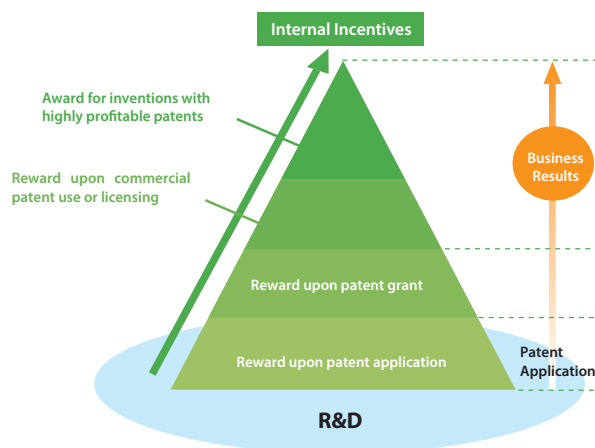 Internal Incentives
Award for inventions with
highly profitable patents
Reward upon commercial
patent use or licensing
Business
Results
Reward upon patent grant
Reward upon patent application
Patent
Application
R&D